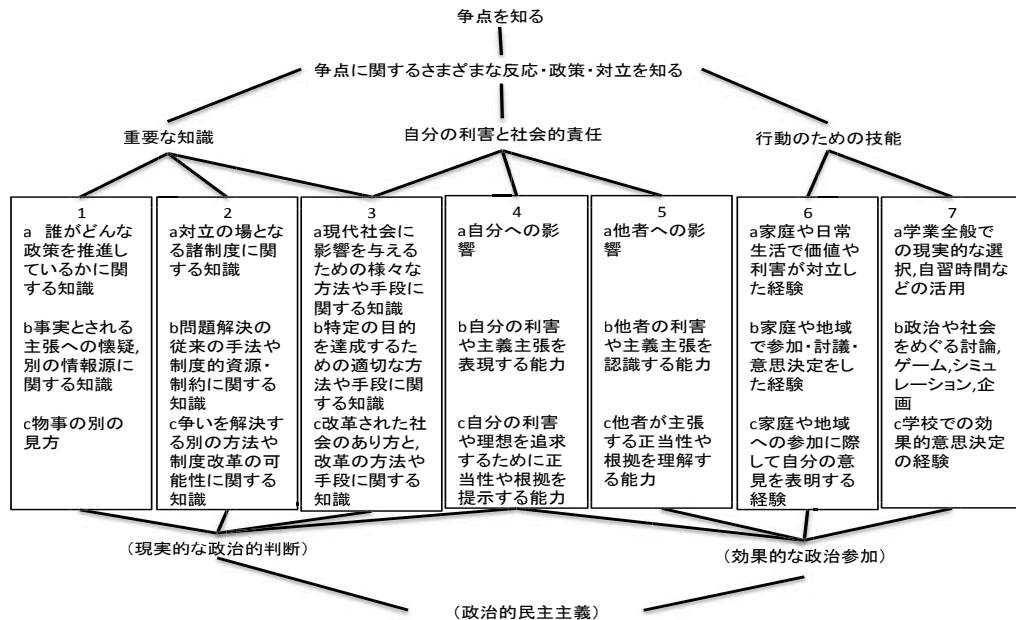 争点を知る
争点に関するさまざまな反応・政策・対立を知る
重要な知識
自分の利害と社会的責任
行動のための技能
1
a 誰がどんな
政策を推進し
ているかに関
する知識
b事実とされる
主張への懐疑,
別の情報源に
関する知識
c物事の別の
見方
2
a対立の場と
なる諸制度に
関する知識
b問題解決の
従来の手法や
制度的資源・
制約に関する
知識
c争いを解決
する別の方法や
制度改革の可
能性に関する
知識
3
a現代社会に
影響を与える
ための様々な
方法や手段に
関する知識
b特定の目的
を達成するた
めの適切な方
法や手段に関
する知識
c改革された社
会のあり方と,
改革の方法や
手段に関する
知識
4
a自分への影
響
b自分の利害
や主義主張を
表現する能力
c自分の利害
や理想を追求
するために正
当性や根拠を
提示する能力
5
a他者への影
響
b他者の利害
や主義主張を
認識する能力
c他者が主
張する正当性や
根拠を理解す
る能力
6
a家庭や日常
生活で価値や
利害が対立し
た経験
b家庭や地域
で参加・討議・
意思決定をし
た経験
c家庭や地域
への参加に際
して自分の意
見を表明する
経験
7
a学業全般で
の現実的な選
択,自習時間な
どの活用
b政治や社会
をめぐる討論,
ゲーム,シミュ
レーション,企
画
c学校での効
果的意思決定
の経験
(現実的な政治的判断)
(効果的な政治参加)
(政治的民主主義)